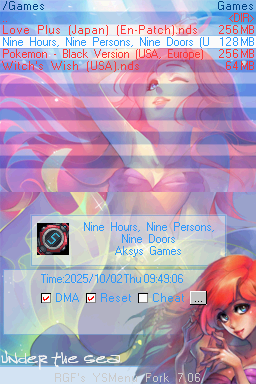 /Games Games
DIR
Love Plus (Japan) (En-Patch).nds 256MB
Nine Hours, Nine Persons, Nine Doors (U 128MB
Pokemon - Black Version (USA, Europe) 256MB
Witch's Wish (USA).nds 64MB
Nine Hours, Nine Persons,
Nine Doors
Aksys Games
Time:2025/10/02Thu09:49:06
DMA Reset Cheat ...
under the sea
RGF's YSMenu Fork 7.06